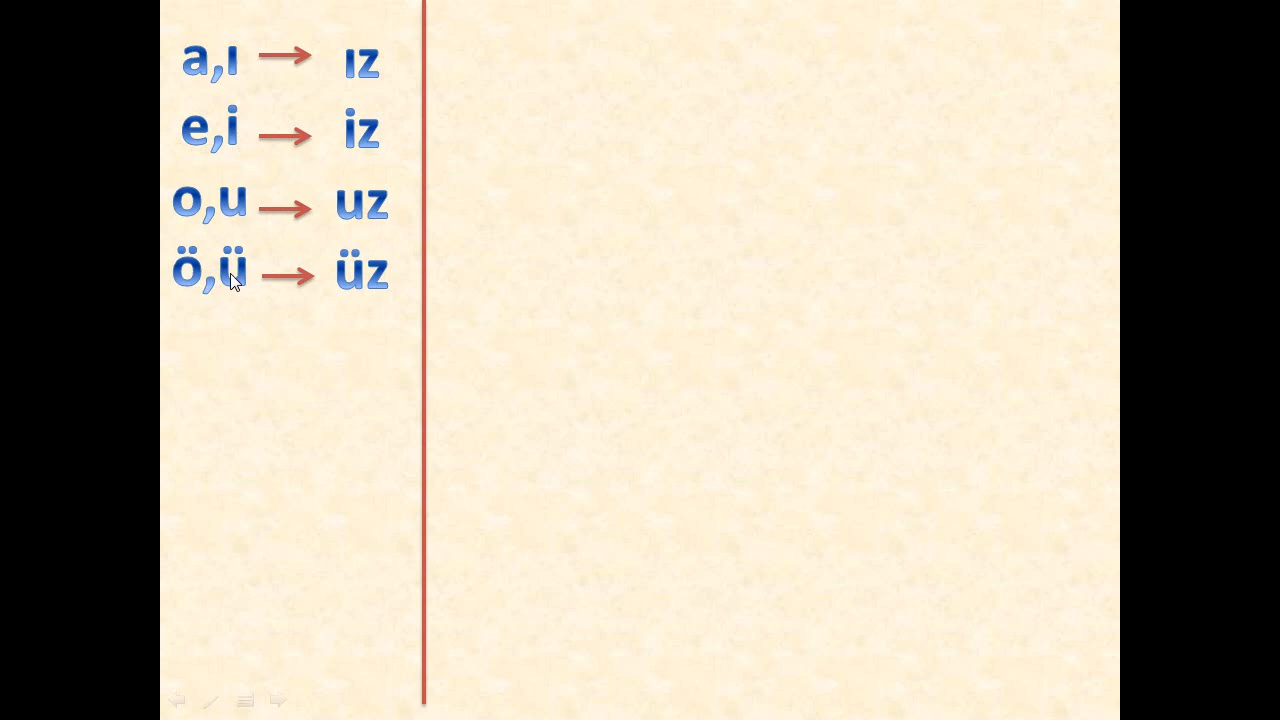 a,ı → ız
e,i → iz
o,u → uz
ö,ü → üz